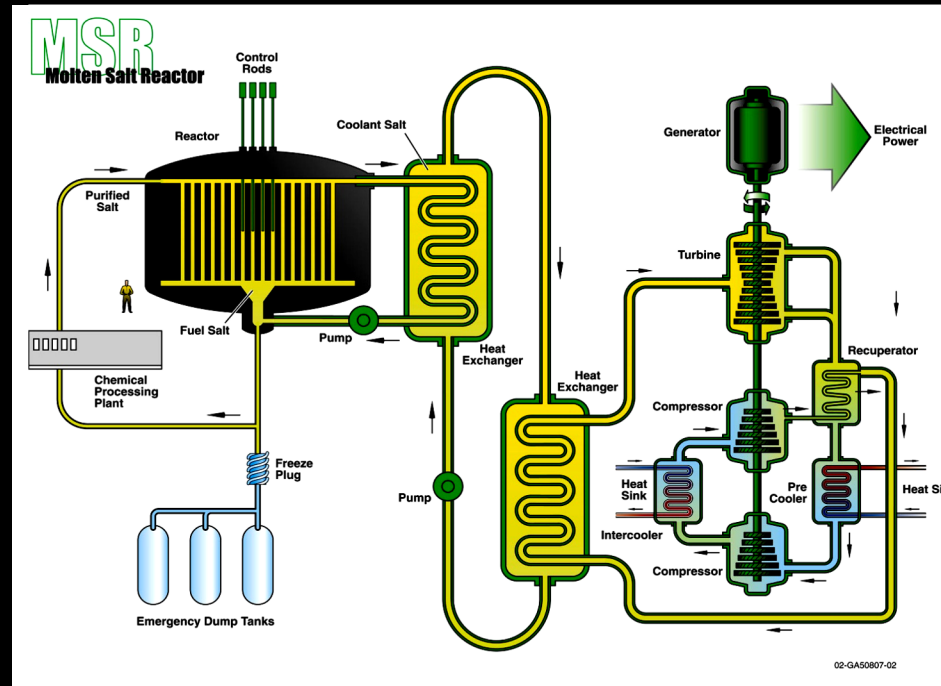 MSR
Molten Salt Reactor
Control
Rods
Reactor
Coolant Salt
Purified
Salt
Fuel Salt
Pump
Heat
Exchanger
Chemical
Processing
Plant
Freeze
Plug
Emergency Dump Tanks
Pump
Heat
Exchanger
Generator
Electrical
Power
Turbine
Recuperator
Compressor
Heat
Sink
Intercooler
Pre
Cooler
Heat Si
Compressor
02-GA50807-02